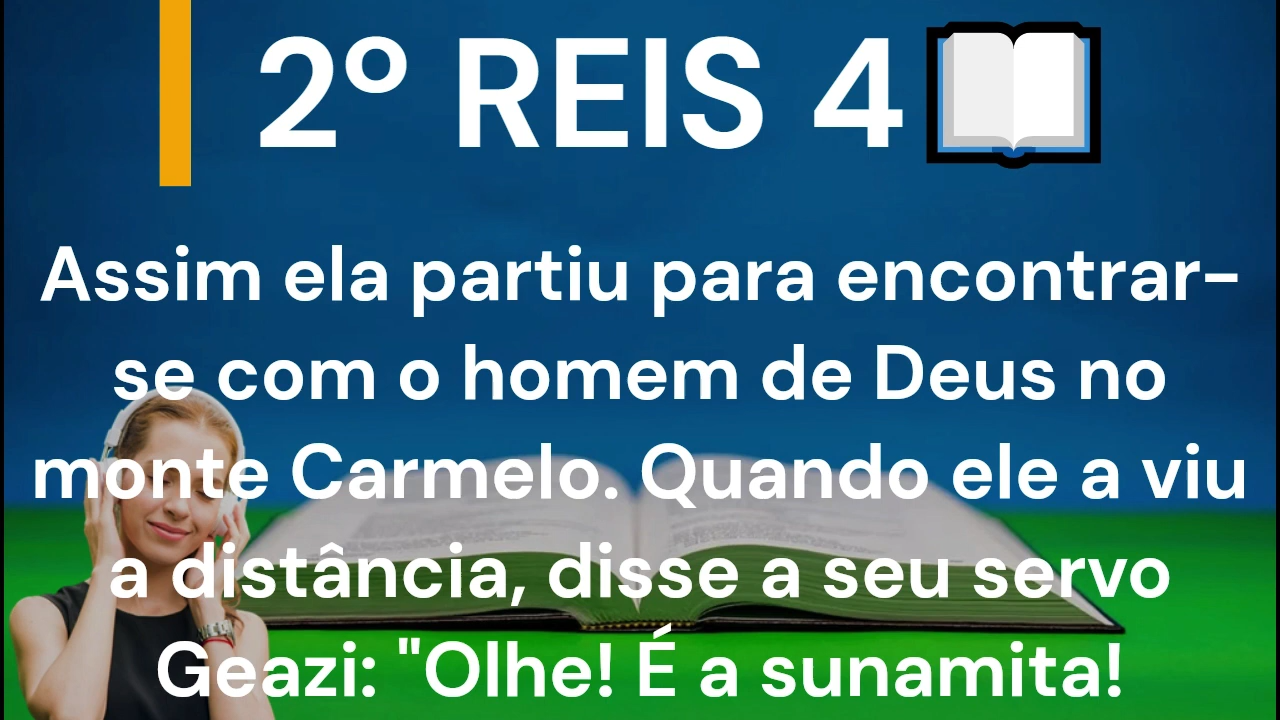 2º REIS 4
Assim ela partiu para encontrar-
se com o homem de Deus no
monte Carmelo. Quando ele a viu
a distância, disse a seu servo
Geazi: "Olhe! É a sunamita!